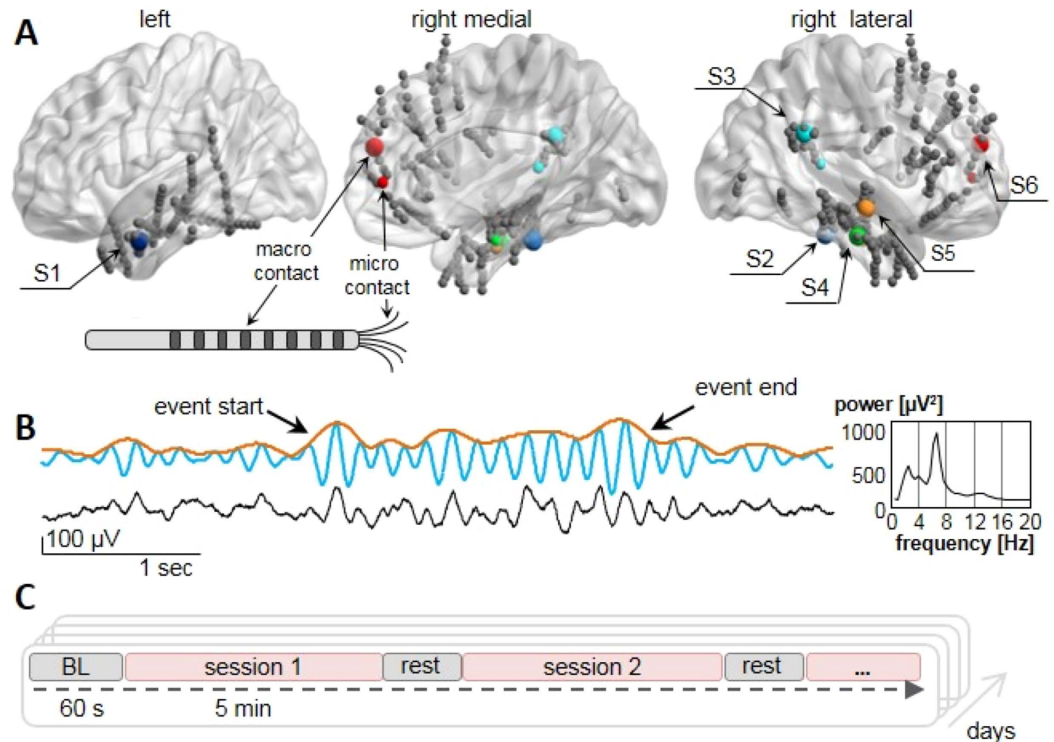 A
left
right medial
right lateral
S3
S6
S1
macro
contact
micro
contact
S2
S5
S4
B
event start
event end
power [µV²]
1000
500
0
0 4 8 12 16 20
frequency [Hz]
100 µV
1 sec
C
BL session 1 rest session 2 rest ...
60 s 5 min
days